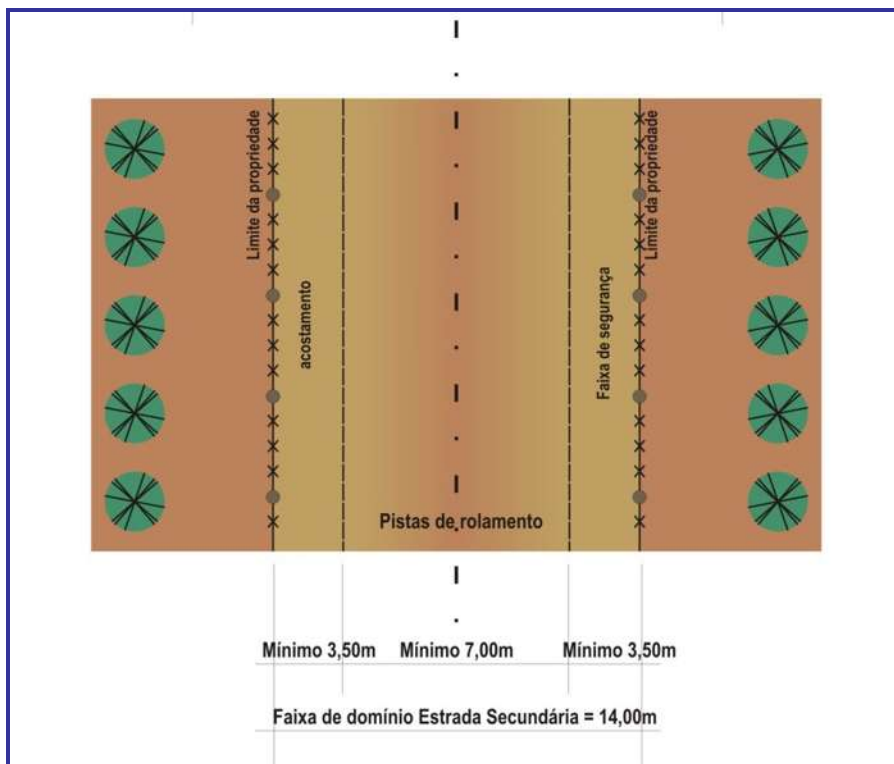 Limite da propriedade
Limite da propriedade
acostamento
Faixa de segurança
Pistas de rolamento
Mínimo 3,50m
Mínimo 7,00m
Mínimo 3,50m
Faixa de domínio Estrada Secundária = 14,00m